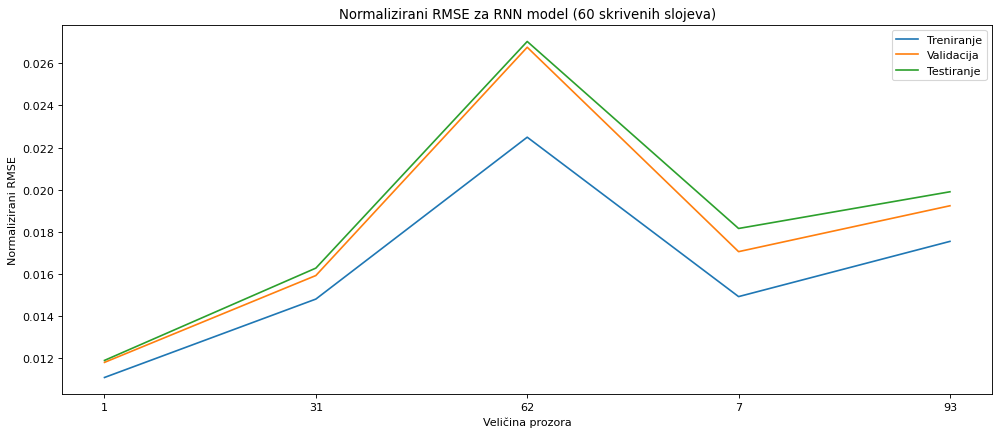 Normalizirani RMSE za RNN model (60 skrivenih slojeva)
Treniranje
Validacija
Testiranje
Normalizirani RMSE
0.026
0.024
0.022
0.020
0.018
0.016
0.014
0.012
1 31 62 7 93
Veličina prozora